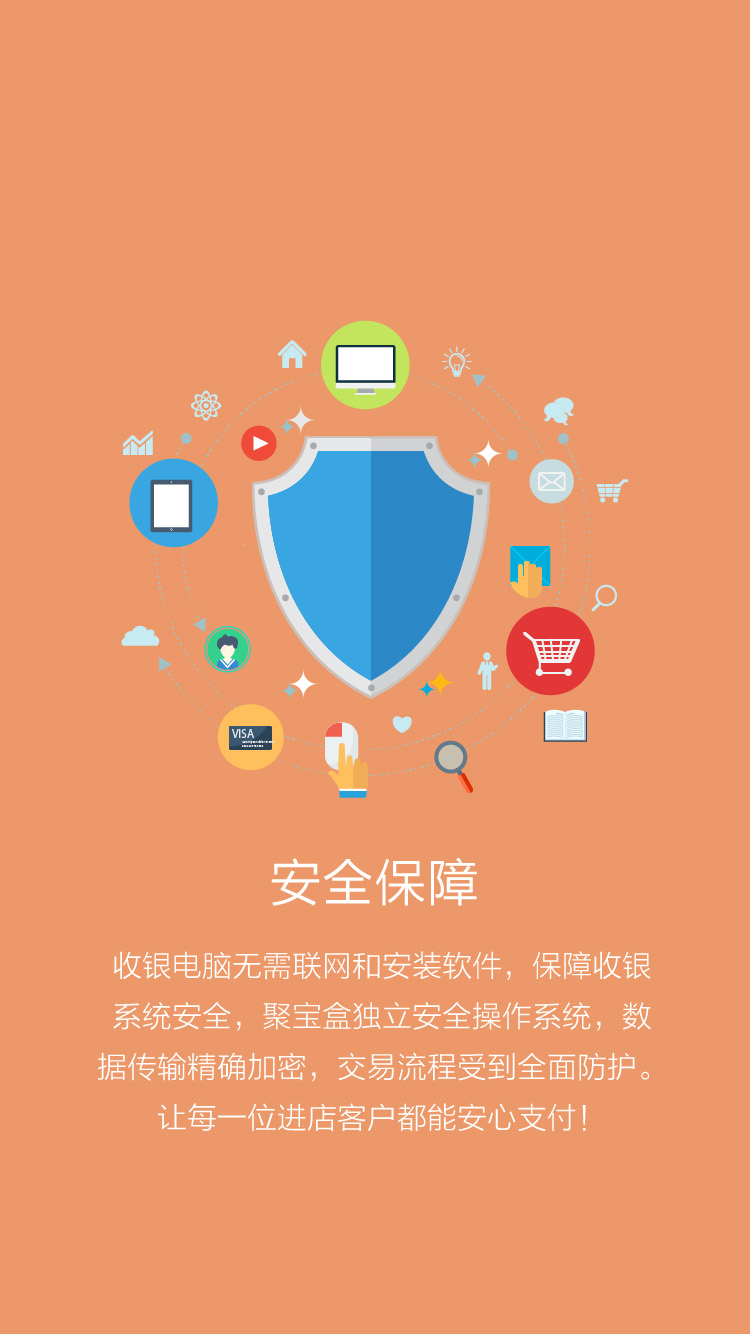 VISA
安全保障
收银电脑无需联网和安装软件，保障收银
系统安全，聚宝盒独立安全操作系统，数
据传输精确加密，交易流程受到全面防护。
让每一位进店客户都能安心支付！